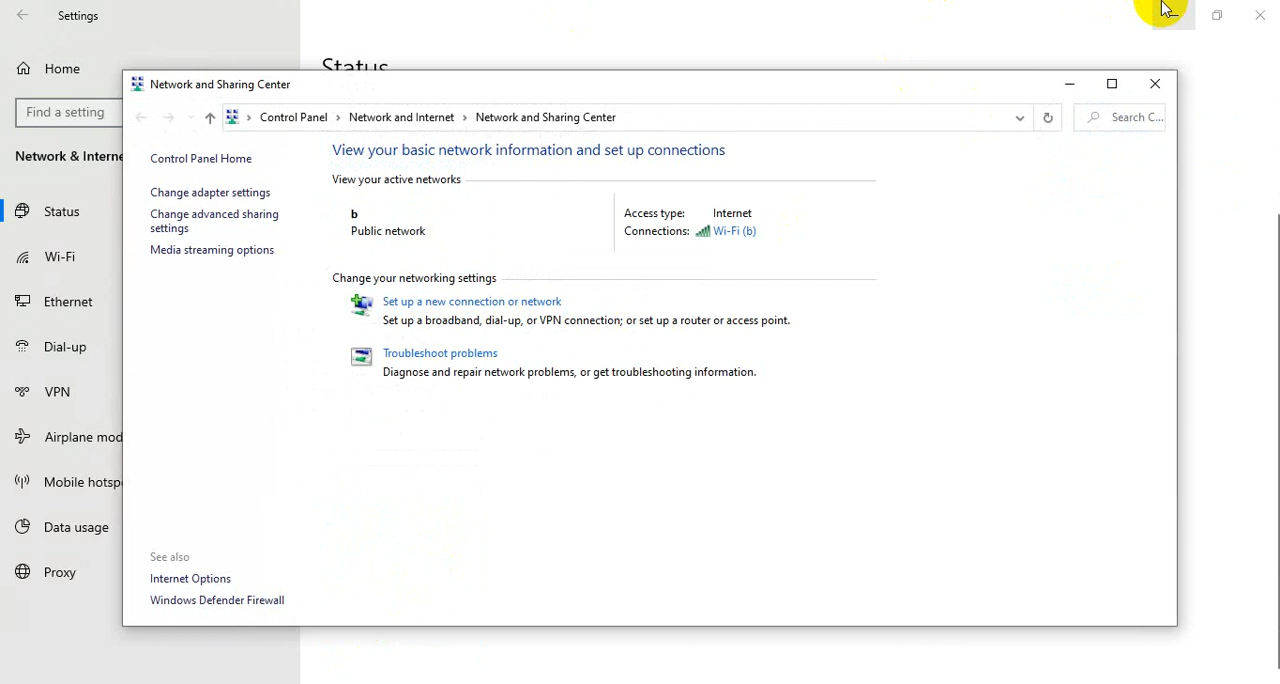 Settings
Home
Find a setting
Network & Interne
Status
Wi-Fi
Ethernet
Dial-up
VPN
Airplane mod
Mobile hotsp
Data usage
Proxy
Status
Network and Sharing Center
Control Panel › Network and Internet › Network and Sharing Center
Search C...
Control Panel Home
Change adapter settings
Change advanced sharing
settings
Media streaming options
See also
Internet Options
Windows Defender Firewall
View your basic network information and set up connections
View your active networks
b
Public network
Access type: Internet
Connections: Wi-Fi (b)
Change your networking settings
Set up a new connection or network
Set up a broadband, dial-up, or VPN connection; or set up a router or access point.
Troubleshoot problems
Diagnose and repair network problems, or get troubleshooting information.